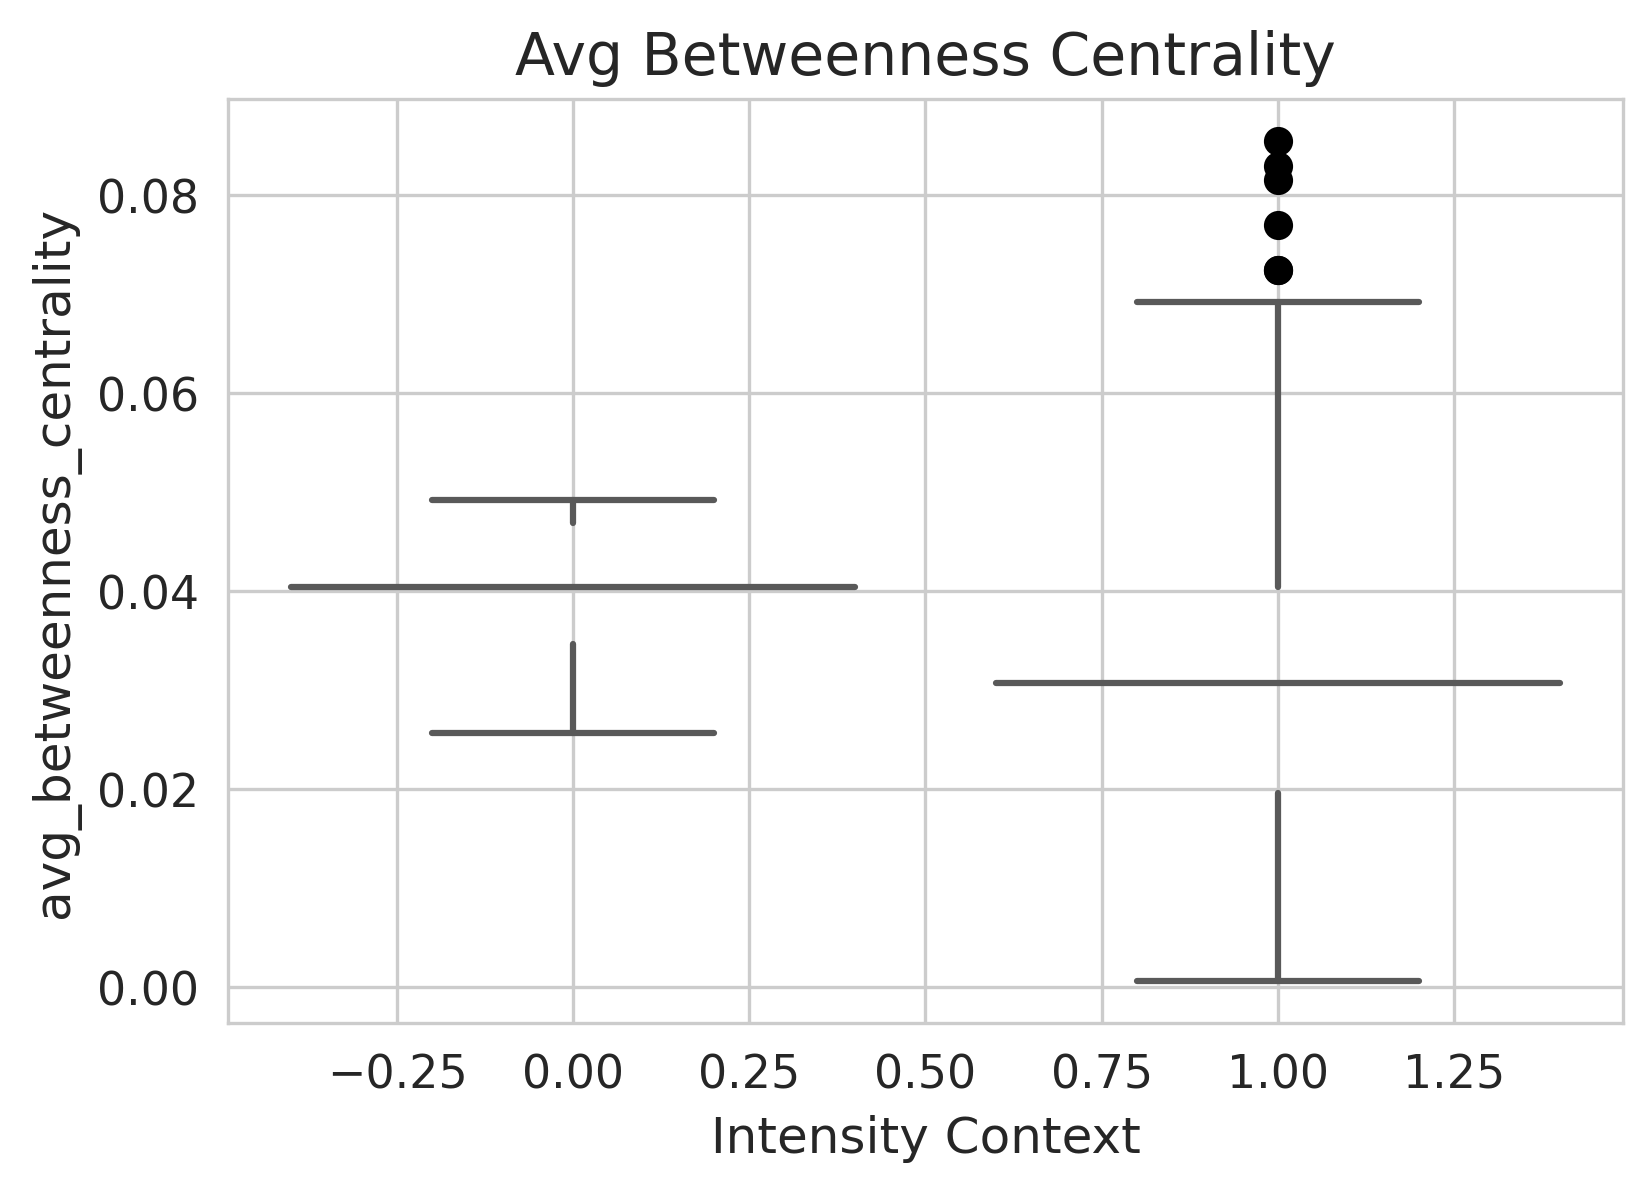 Avg Betweenness Centrality
avg_betweenness_centrality
0.08
0.06
0.04
0.02
0.00
−0.25 0.00 0.25 0.50 0.75 1.00 1.25
Intensity Context